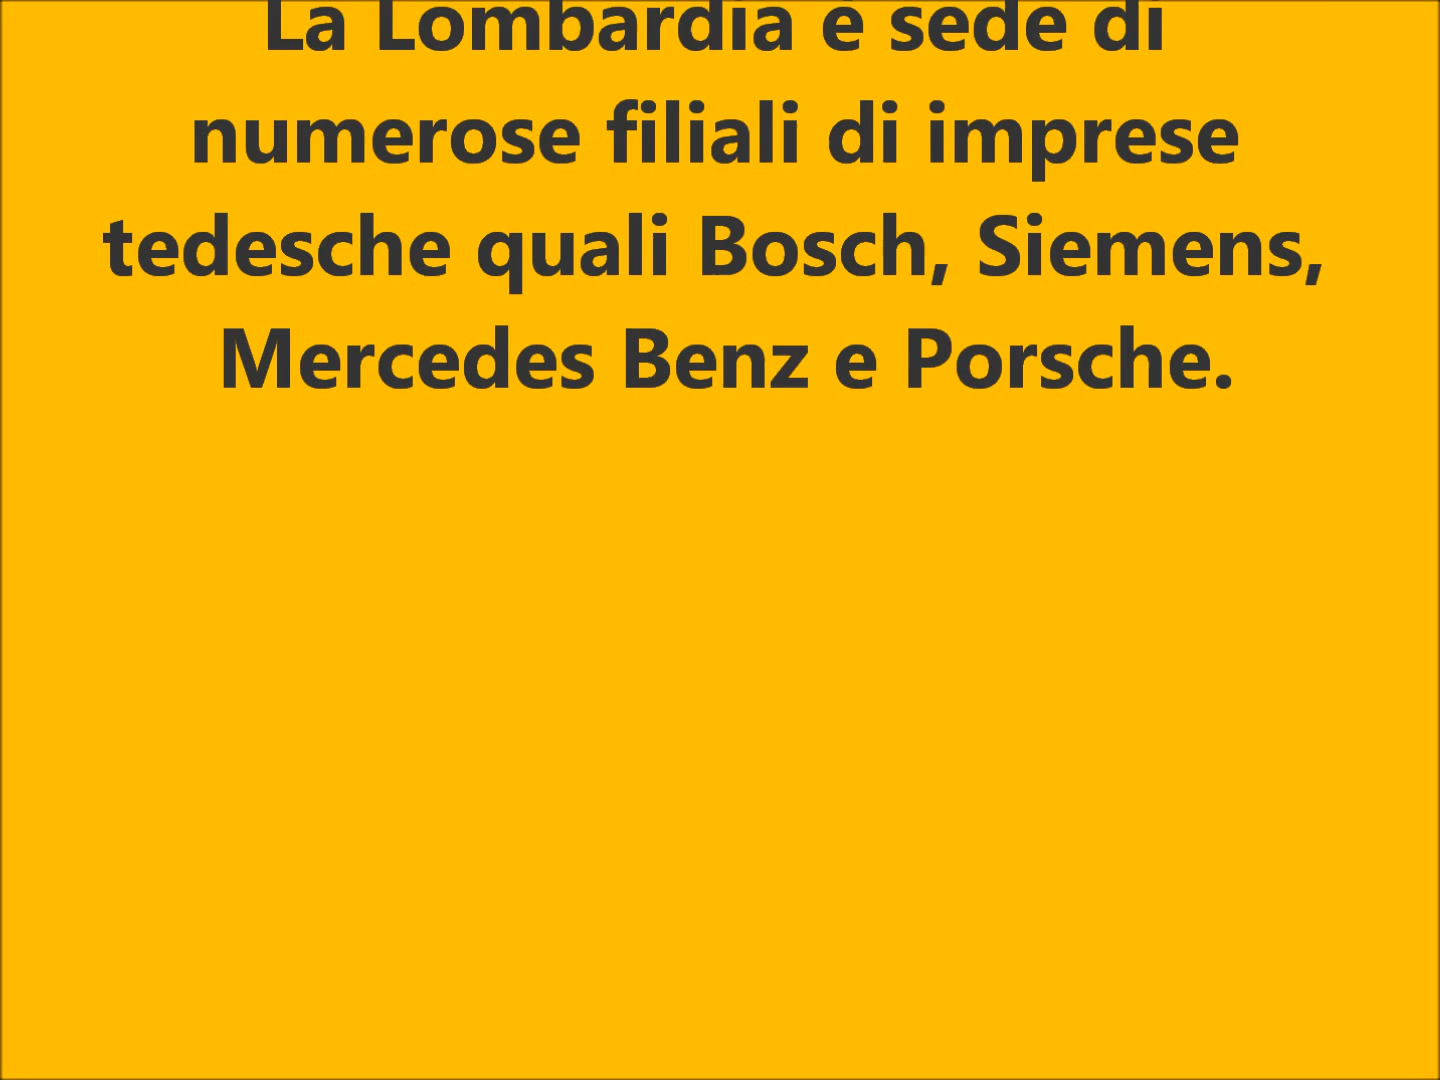 La Lombardia è sede di
numerose filiali di imprese
tedesche quali Bosch, Siemens,
Mercedes Benz e Porsche.